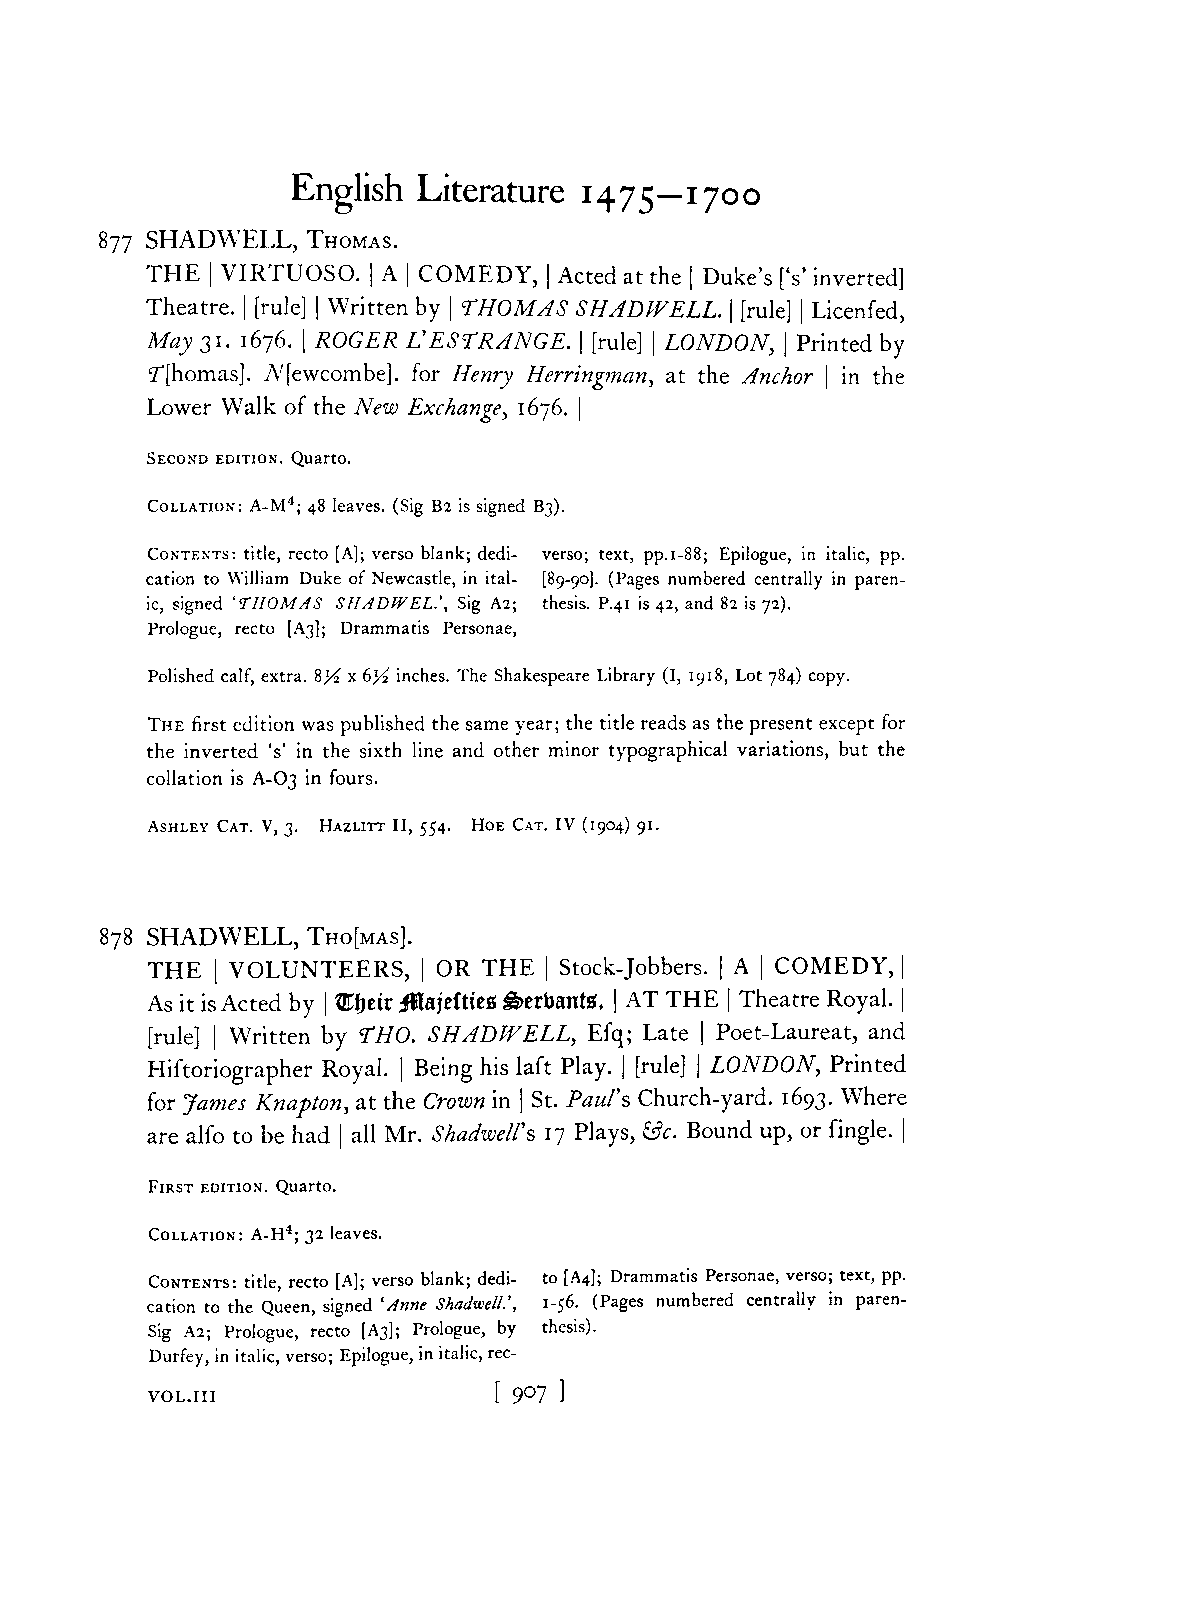 English Literature 1475—1700
877 SHADWELL, THOMAS.
THE | VIRTUOSO. | A | COMEDY, | Acted at the | Duke's ['s' inverted]
Theatre. | [rule] | Written by | THOMAS SHADWELL. | [rule] | Licenſed,
May 31. 1676. | ROGER L'ESTRANGE. | [rule] | LONDON, | Printed by
T[homas]. N[ewcombe]. for Henry Herringman, at the Anchor | in the
Lower Walk of the New Exchange, 1676. |
SECOND EDITION. Quarto.
COLLATION: A-M⁴; 48 leaves. (Sig B2 is signed B3).
CONTENTS: title, recto [A]; verso blank; dedi-
cation to William Duke of Newcastle, in ital-
ic, signed 'THOMAS SHADWEL.', Sig A2;
Prologue, recto [A3]; Drammatis Personae,
verso; text, pp.1-88; Epilogue, in italic, pp.
[89-90]. (Pages numbered centrally in paren-
thesis. P.41 is 42, and 82 is 72).
Polished calf, extra. 8½ x 6½ inches. The Shakespeare Library (I, 1918, Lot 784) copy.
THE first edition was published the same year; the title reads as the present except for
the inverted 's' in the sixth line and other minor typographical variations, but the
collation is A-O3 in fours.
ASHLEY CAT. V, 3. HAZLITT II, 554. HOE CAT. IV (1904) 91.
878 SHADWELL, THO[MAS].
THE | VOLUNTEERS, | OR THE | Stock-Jobbers. | A | COMEDY, |
As it is Acted by | Their Majeſties Servants. | AT THE | Theatre Royal. |
[rule] | Written by THO. SHADWELL, Eſq; Late | Poet-Laureat, and
Hiſtoriographer Royal. | Being his laſt Play. | [rule] | LONDON, Printed
for James Knapton, at the Crown in | St. Paul's Church-yard. 1693. Where
are alſo to be had | all Mr. Shadwell's 17 Plays, &c. Bound up, or ſingle. |
FIRST EDITION. Quarto.
COLLATION: A-H⁴; 32 leaves.
CONTENTS: title, recto [A]; verso blank; dedi-
cation to the Queen, signed 'Anne Shadwell.',
Sig A2; Prologue, recto [A3]; Prologue, by
Durfey, in italic, verso; Epilogue, in italic, rec-
to [A4]; Drammatis Personae, verso; text, pp.
1-56. (Pages numbered centrally in paren-
thesis).
VOL.III [ 907 ]